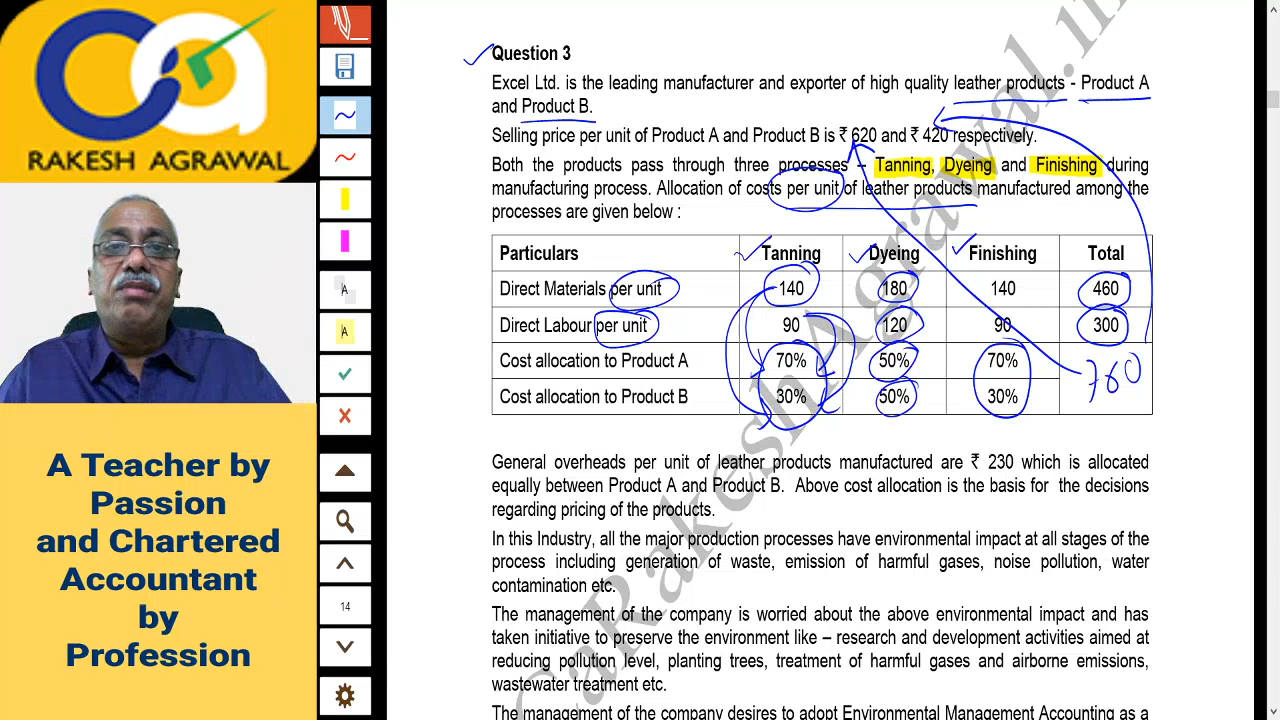 RAKESH AGRAWAL
A Teacher by
Passion
and Chartered
Accountant
by
Profession
A
A
14
Question 3
Excel Ltd. is the leading manufacturer and exporter of high quality leather products - Product A
and Product B.
Selling price per unit of Product A and Product B is ₹ 620 and ₹ 420 respectively.
Both the products pass through three processes – Tanning, Dyeing and Finishing during
manufacturing process. Allocation of costs per unit of leather products manufactured among the
processes are given below :
Particulars Tanning Dyeing Finishing Total
Direct Materials per unit 140 180 140 460
Direct Labour per unit 90 120 90 300
Cost allocation to Product A 70% 50% 70%
760
Cost allocation to Product B 30% 50% 30%
General overheads per unit of leather products manufactured are ₹ 230 which is allocated
equally between Product A and Product B. Above cost allocation is the basis for the decisions
regarding pricing of the products.
In this Industry, all the major production processes have environmental impact at all stages of the
process including generation of waste, emission of harmful gases, noise pollution, water
contamination etc.
The management of the company is worried about the above environmental impact and has
taken initiative to preserve the environment like – research and development activities aimed at
reducing pollution level, planting trees, treatment of harmful gases and airborne emissions,
wastewater treatment etc.
The management of the company desires to adopt Environmental Management Accounting as a